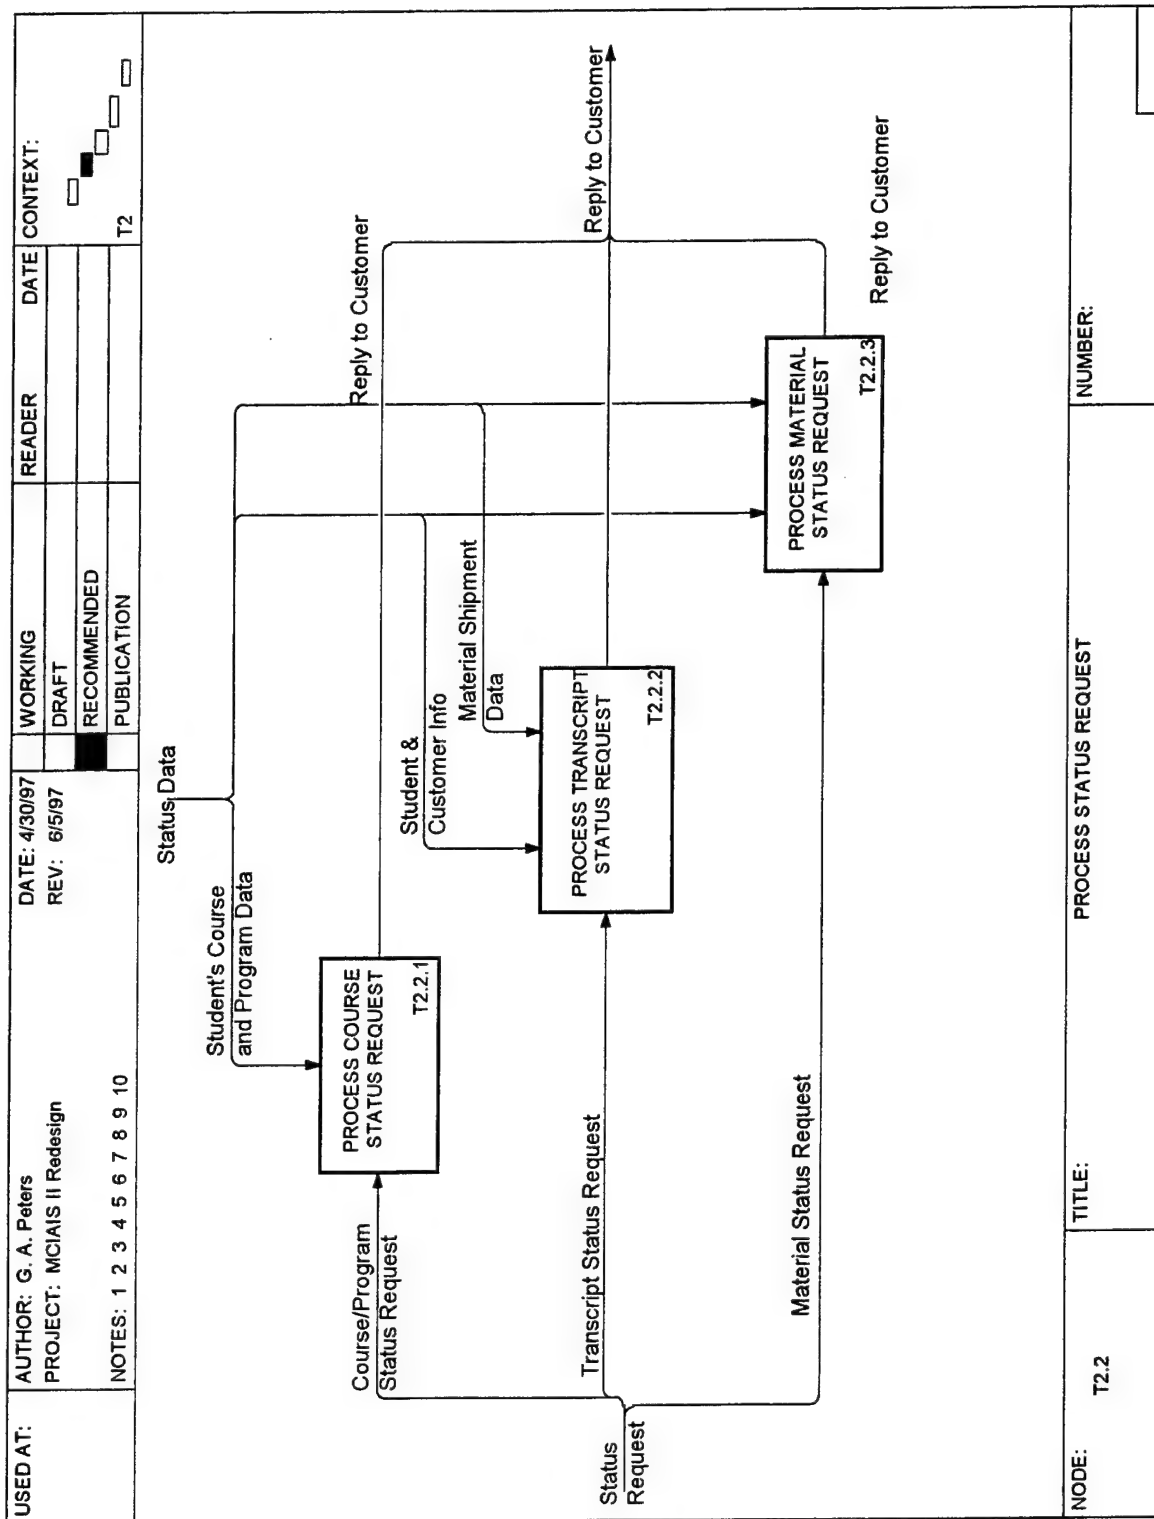 USED AT:
AUTHOR: G. A. Peters
PROJECT: MCIAIS II Redesign
NOTES: 1 2 3 4 5 6 7 8 9 10
DATE: 4/30/97
REV: 6/5/97
WORKING
DRAFT
RECOMMENDED
PUBLICATION
READER
DATE
CONTEXT:
T2
Status Data
Student's Course
and Program Data
Reply to Customer
Course/Program
Status Request
PROCESS COURSE
STATUS REQUEST
T2.2.1
Student &
Customer Info
Material Shipment
Data
Reply to Customer
Status
Request
Transcript Status Request
PROCESS TRANSCRIPT
STATUS REQUEST
T2.2.2
Material Status Request
PROCESS MATERIAL
STATUS REQUEST
T2.2.3
Reply to Customer
NODE:
T2.2
TITLE:
PROCESS STATUS REQUEST
NUMBER: